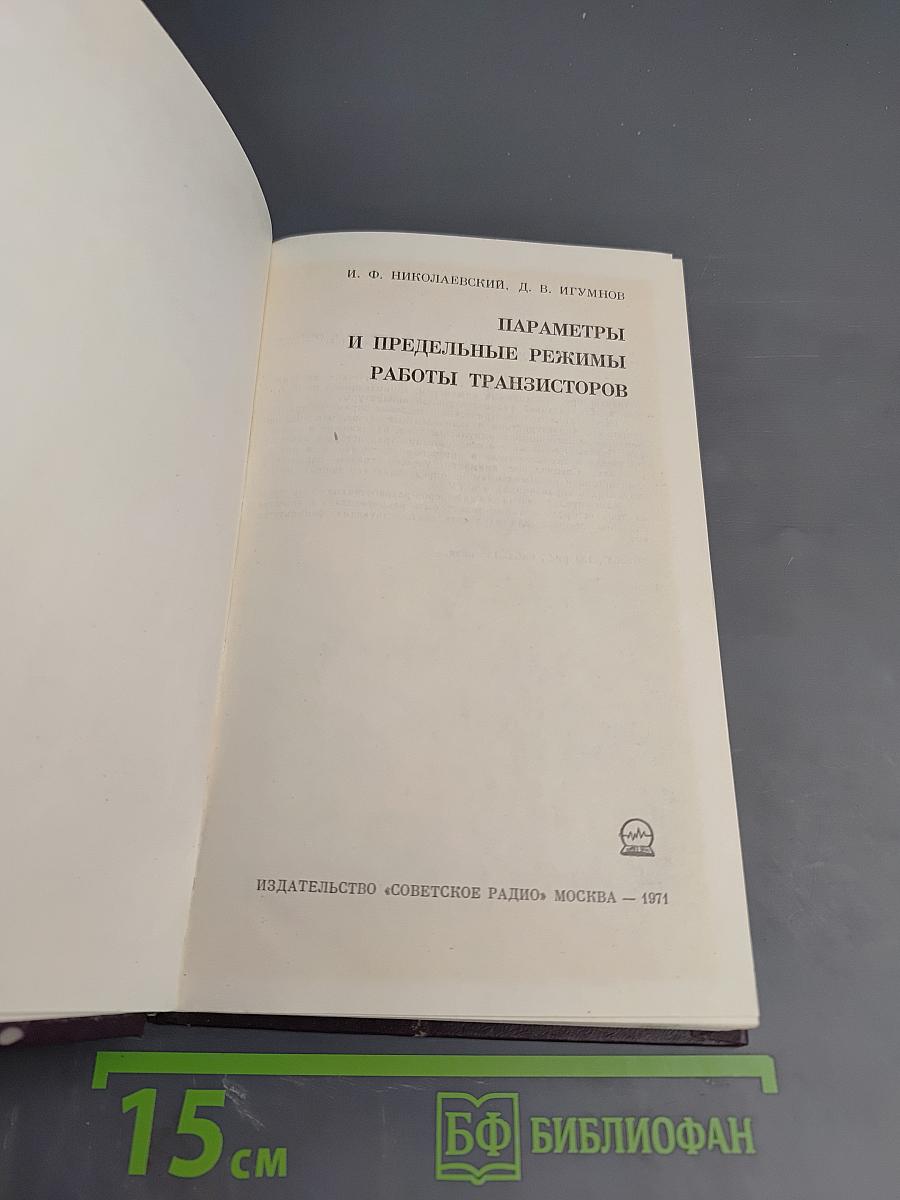 И. Ф. НИКОЛАЕВСКИЙ, Д. В. ИГУМНОВ
ПАРАМЕТРЫ
И ПРЕДЕЛЬНЫЕ РЕЖИМЫ
РАБОТЫ ТРАНЗИСТОРОВ
ИЗДАТЕЛЬСТВО «СОВЕТСКОЕ РАДИО» МОСКВА — 1971
15 см
БФ БИБЛИОФАН